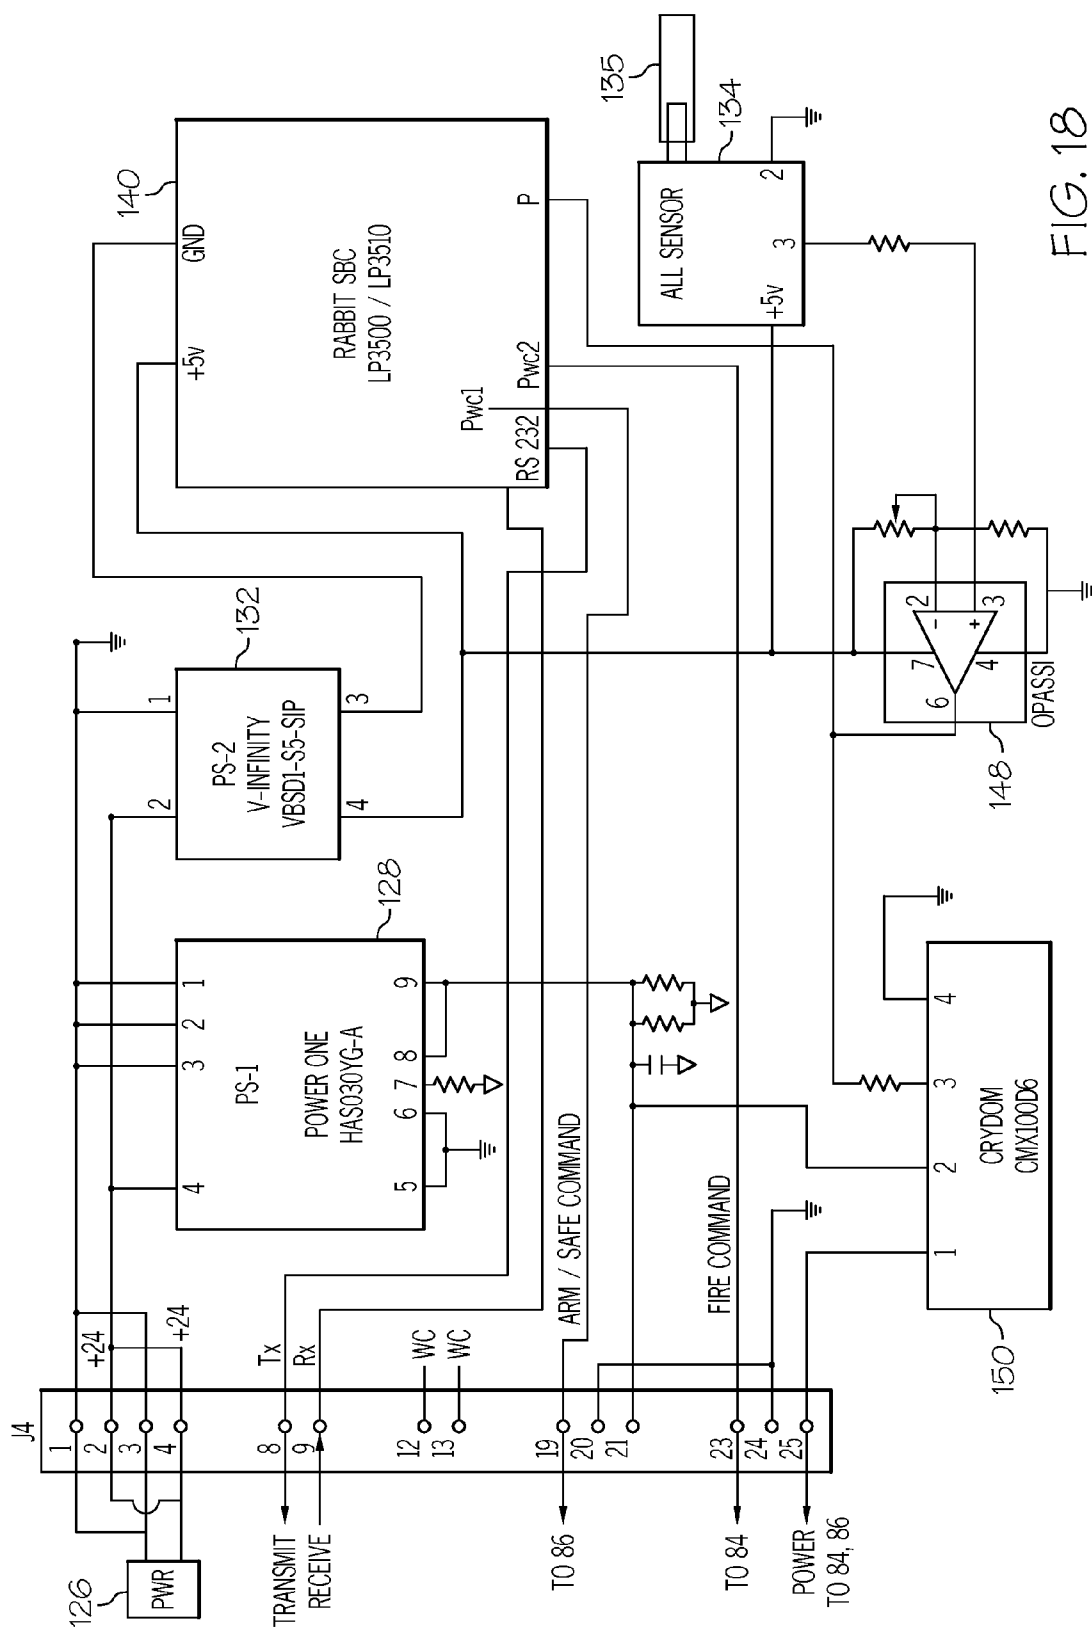 J4
1
2
3
4
8
9
12
13
19
20
21
23
24
25
126
PWR
TRANSMIT
RECEIVE
TO 86
TO 84
POWER
TO 84, 86
+24
+24
Tx
Rx
WC
WC
ARM / SAFE COMMAND
FIRE COMMAND
4
3
2
1
PS-1
POWER ONE
HAS030YG-A
5
6
7
8
9
128
2
1
PS-2
V-INFINITY
VBSD1-S5-SIP
4
3
132
+5v
GND
140
RABBIT SBC
LP3500 / LP3510
Pwc1
RS 232
Pwc2
P
135
134
ALL SENSOR
+5v
3
2
7
2
-
+
6
4
3
OPASSI
148
1
2
3
4
CRYDOM
CMX100D6
150
FIG. 18